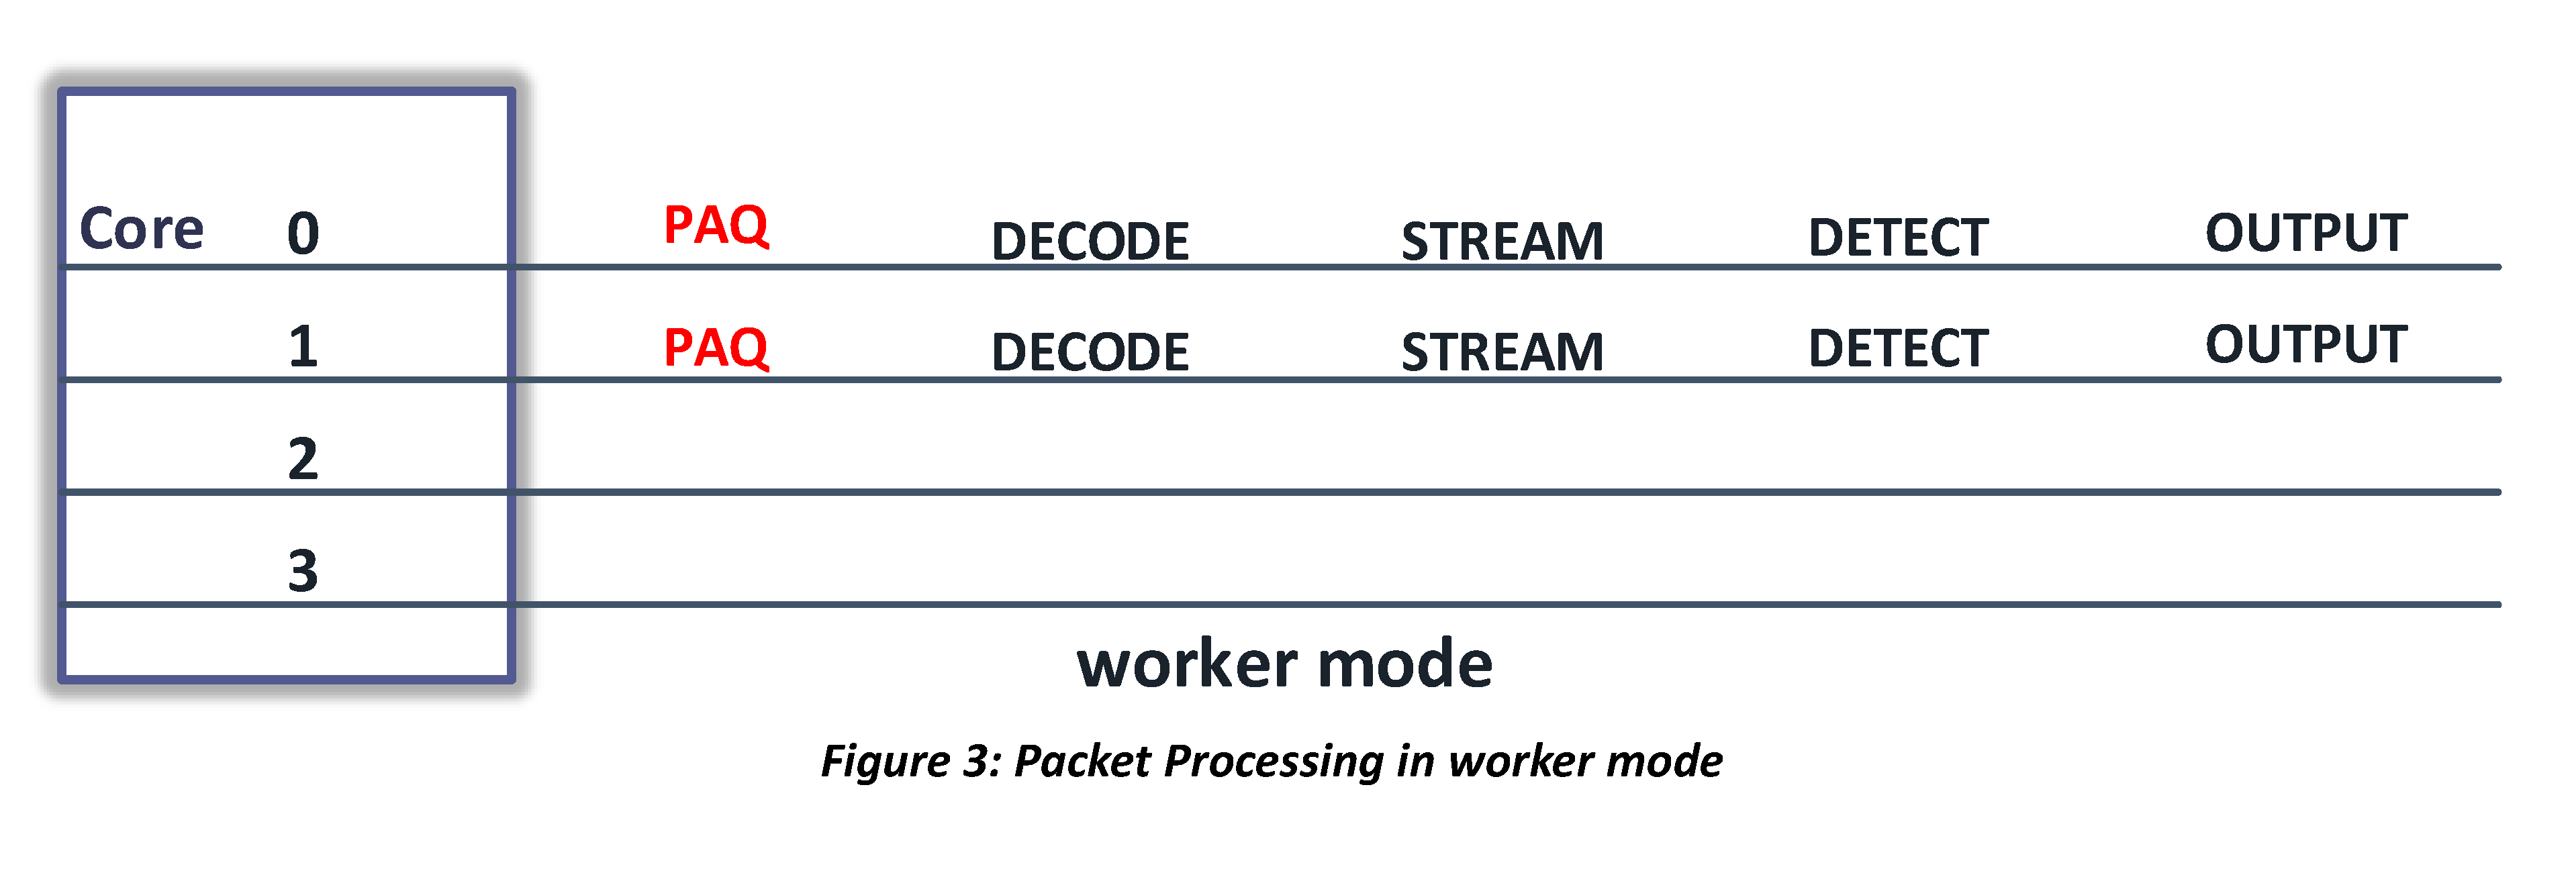 Core 0 PAQ DECODE STREAM DETECT OUTPUT
1 PAQ DECODE STREAM DETECT OUTPUT
2
3
worker mode
Figure 3: Packet Processing in worker mode